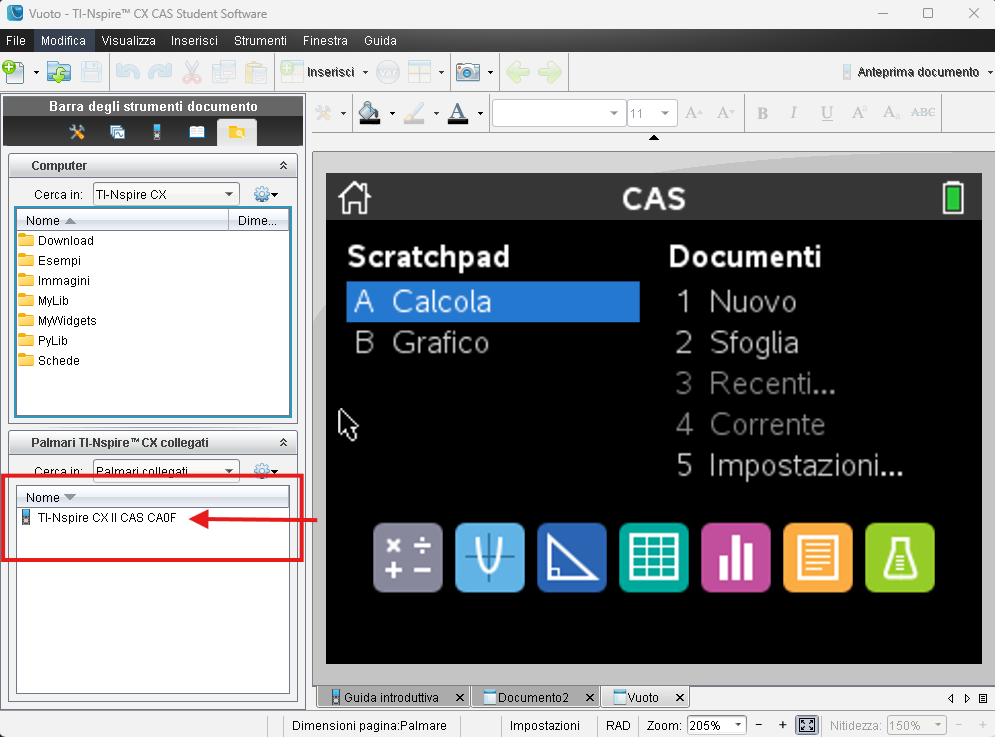 Vuoto - TI-Nspire™ CX CAS Student Software
File Modifica Visualizza Inserisci Strumenti Finestra Guida
Inserisci Anteprima documento
Barra degli strumenti documento
11 A A B I U A A ABC
Computer
Cerca in: TI-Nspire CX
Nome Dime...
Download
Esempi
Immagini
MyLib
MyWidgets
PyLib
Schede
Palmari TI-Nspire™ CX collegati
Cerca in: Palmari collegati
Nome
TI-Nspire CX II CAS CA0F
CAS
Scratchpad
A Calcola
B Grafico
Documenti
1 Nuovo
2 Sfoglia
3 Recenti...
4 Corrente
5 Impostazioni...
Guida introduttiva Documento2 Vuoto
Dimensioni pagina:Palmare Impostazioni RAD Zoom: 205% Nitidezza: 150%